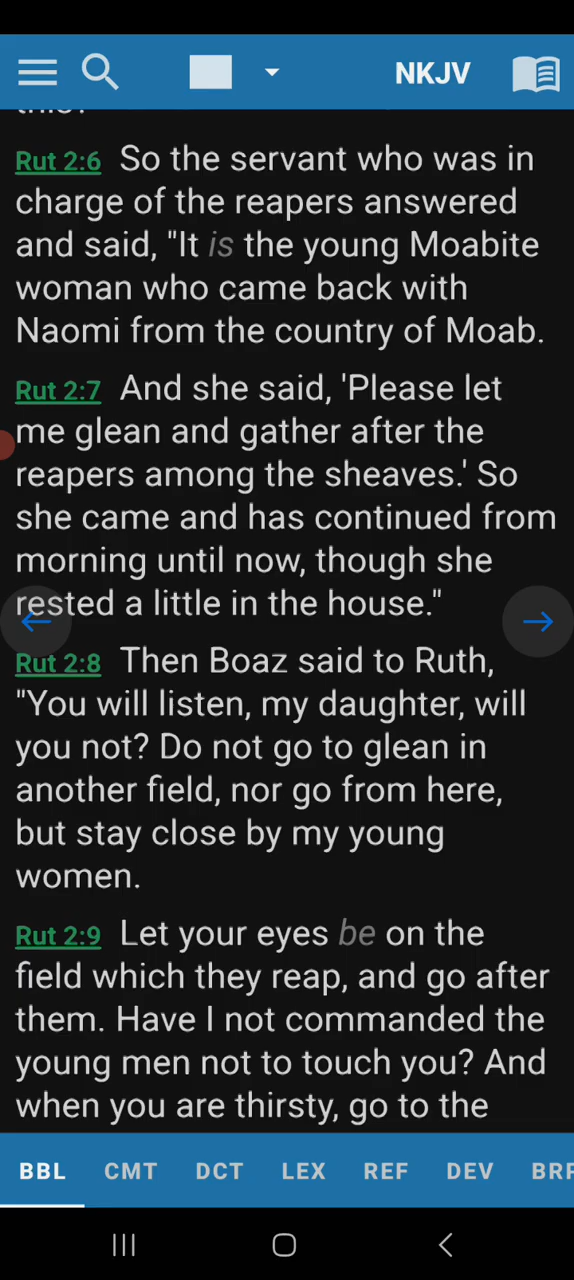 NKJV
this?
Rut 2:6 So the servant who was in
charge of the reapers answered
and said, "It is the young Moabite
woman who came back with
Naomi from the country of Moab.
Rut 2:7 And she said, 'Please let
me glean and gather after the
reapers among the sheaves.' So
she came and has continued from
morning until now, though she
rested a little in the house."
Rut 2:8 Then Boaz said to Ruth,
"You will listen, my daughter, will
you not? Do not go to glean in
another field, nor go from here,
but stay close by my young
women.
Rut 2:9 Let your eyes be on the
field which they reap, and go after
them. Have I not commanded the
young men not to touch you? And
when you are thirsty, go to the
BBL CMT DCT LEX REF DEV BRF